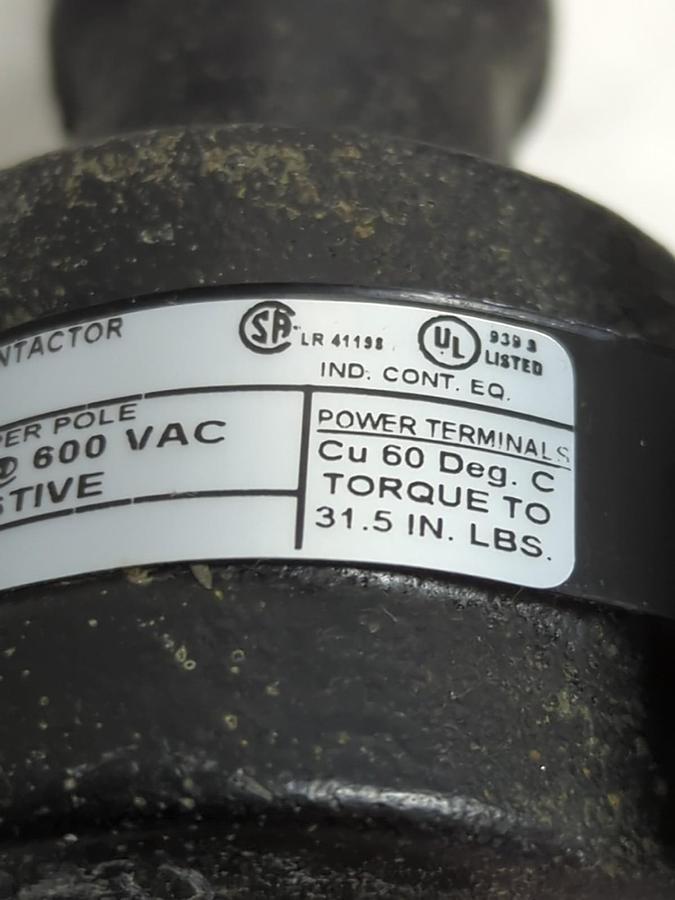 NTACTOR
SA LR 41198 UL 939 LISTED
IND. CONT. EQ.
PER POLE
@ 600 VAC
STIVE
POWER TERMINALS
Cu 60 Deg. C
TORQUE TO
31.5 IN. LBS.